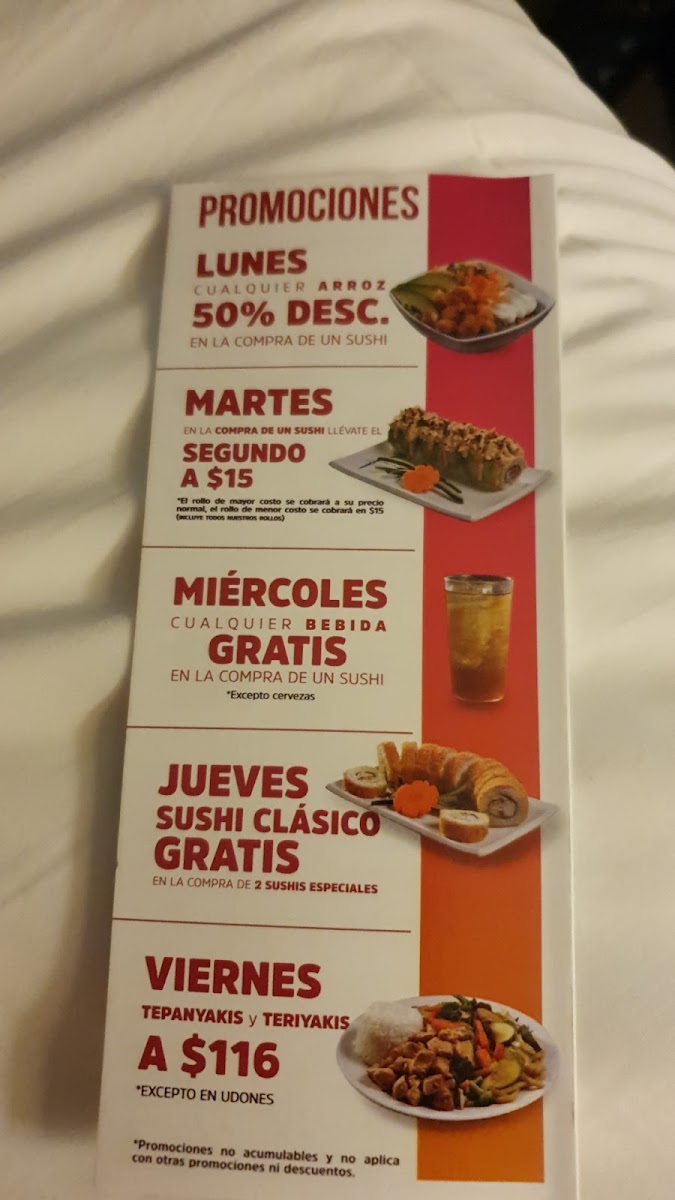 PROMOCIONES
LUNES
CUALQUIER ARROZ
50% DESC.
EN LA COMPRA DE UN SUSHI
MARTES
EN LA COMPRA DE UN SUSHI LLÉVATE EL
SEGUNDO
A $15
*El rollo de mayor costo se cobrará a su precio
normal, el rollo de menor costo se cobrará en $15
(INCLUYE TODOS NUESTROS ROLLOS)
MIÉRCOLES
CUALQUIER BEBIDA
GRATIS
EN LA COMPRA DE UN SUSHI
*Excepto cervezas
JUEVES
SUSHI CLÁSICO
GRATIS
EN LA COMPRA DE 2 SUSHIS ESPECIALES
VIERNES
TEPANYAKIS y TERIYAKIS
A $116
*EXCEPTO EN UDONES
*Promociones no acumulables y no aplica
con otras promociones ni descuentos.